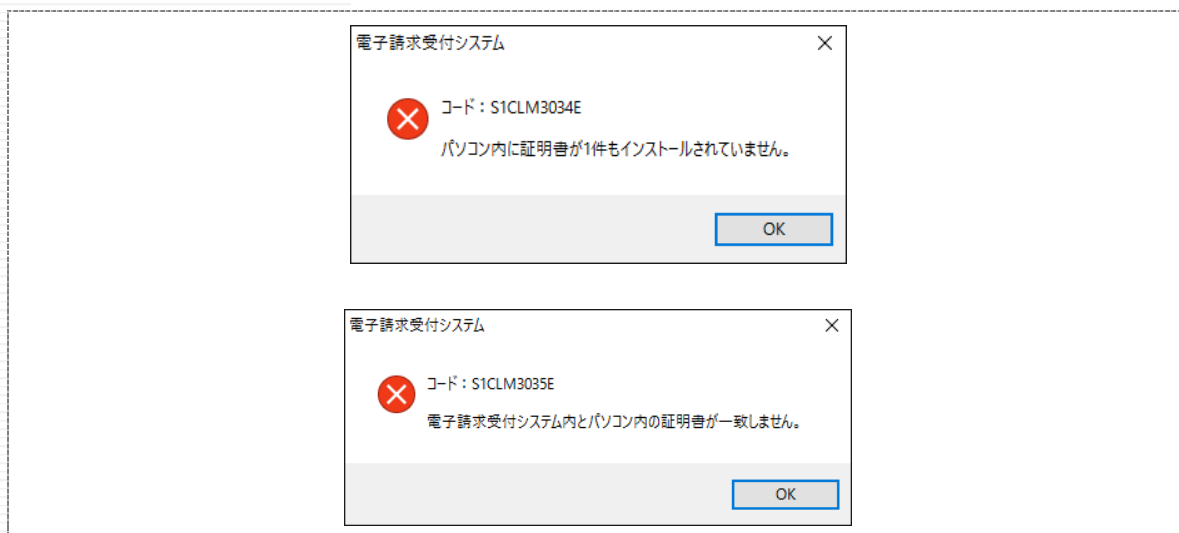 電子請求受付システム
コード：S1CLM3034E
パソコン内に証明書が1件もインストールされていません。
OK
電子請求受付システム
コード：S1CLM3035E
電子請求受付システム内とパソコン内の証明書が一致しません。
OK